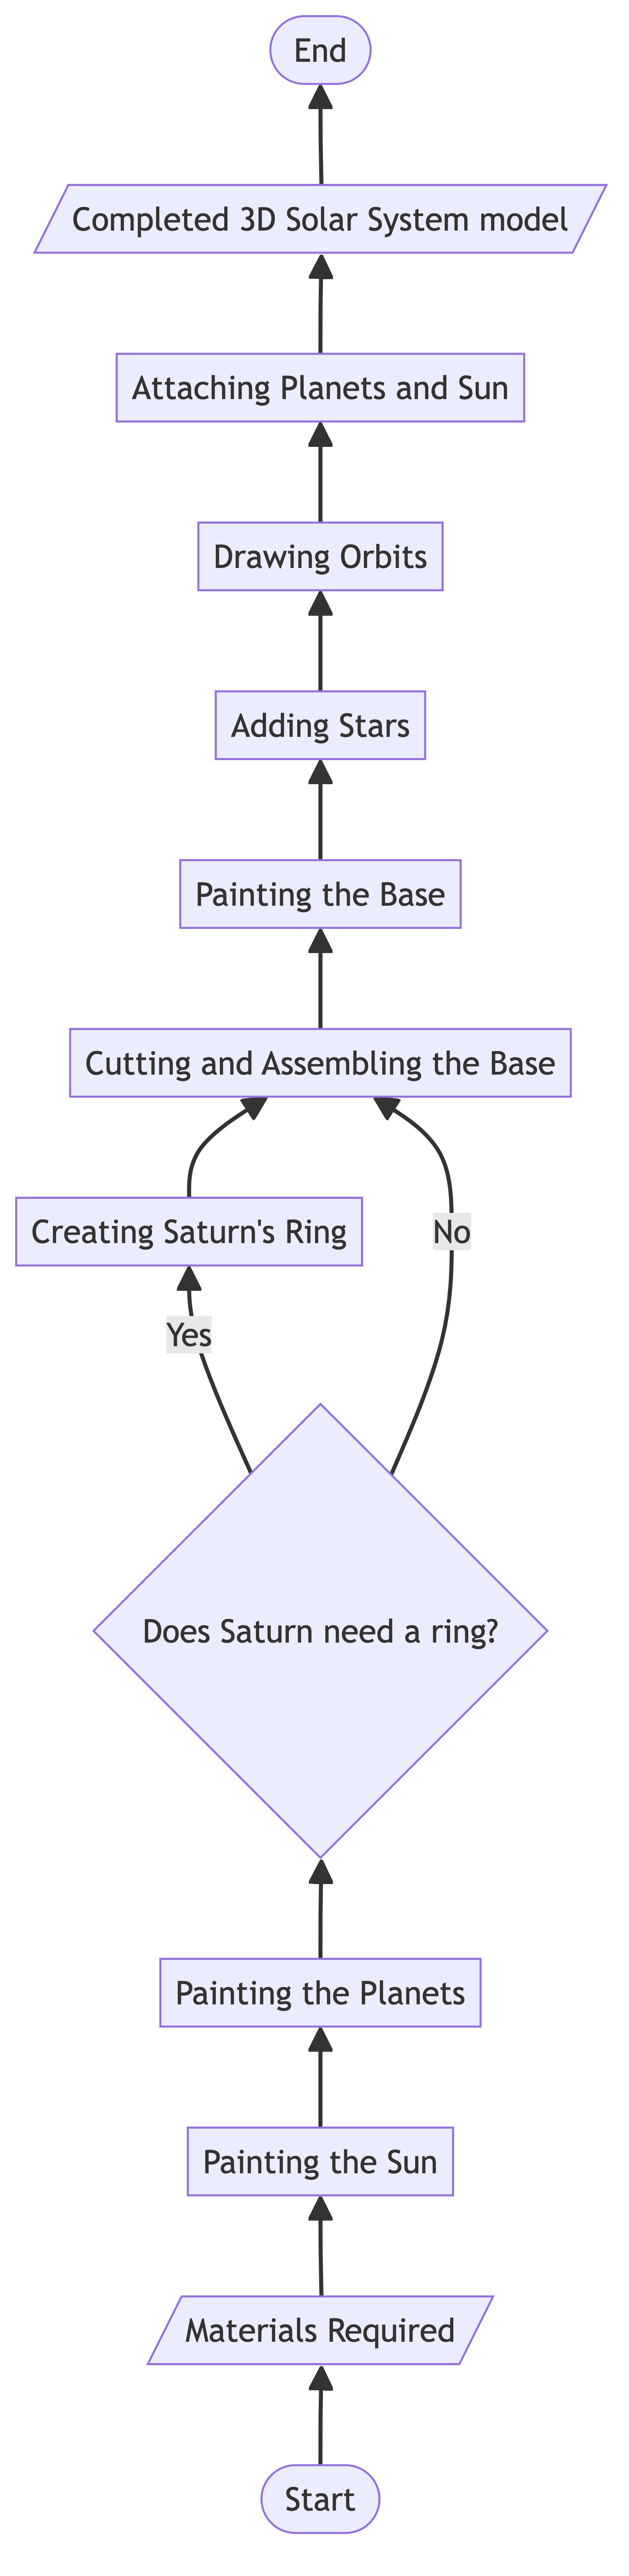 End
Completed 3D Solar System model
Attaching Planets and Sun
Drawing Orbits
Adding Stars
Painting the Base
Cutting and Assembling the Base
Creating Saturn's Ring
No
Yes
Does Saturn need a ring?
Painting the Planets
Painting the Sun
Materials Required
Start